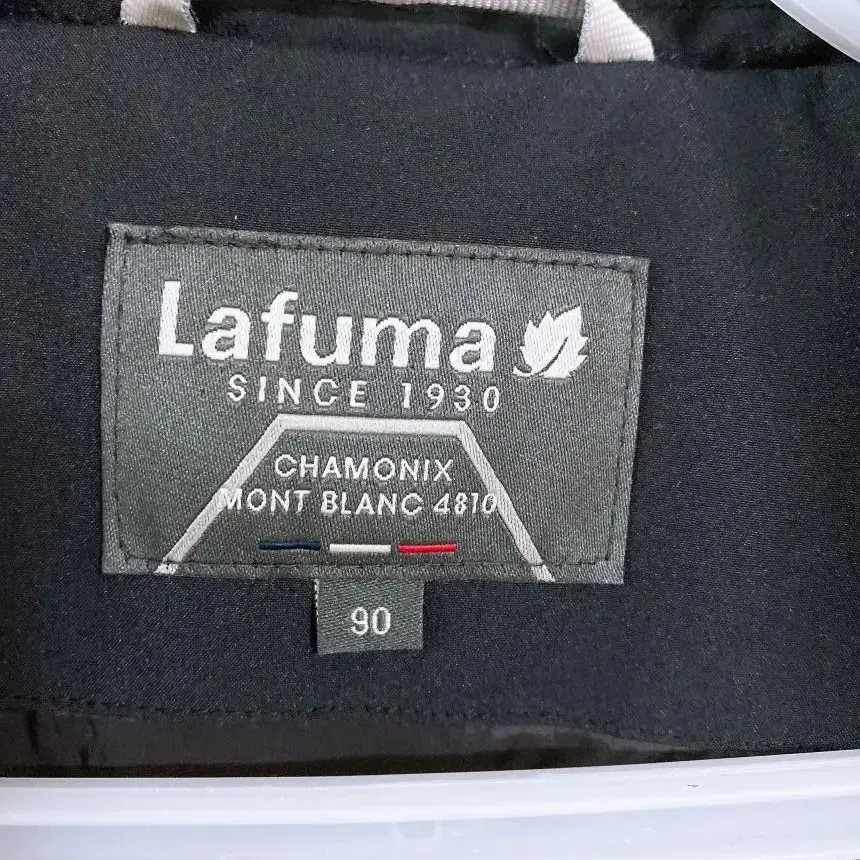 Lafuma
SINCE 1930
CHAMONIX
MONT BLANC 4810
90